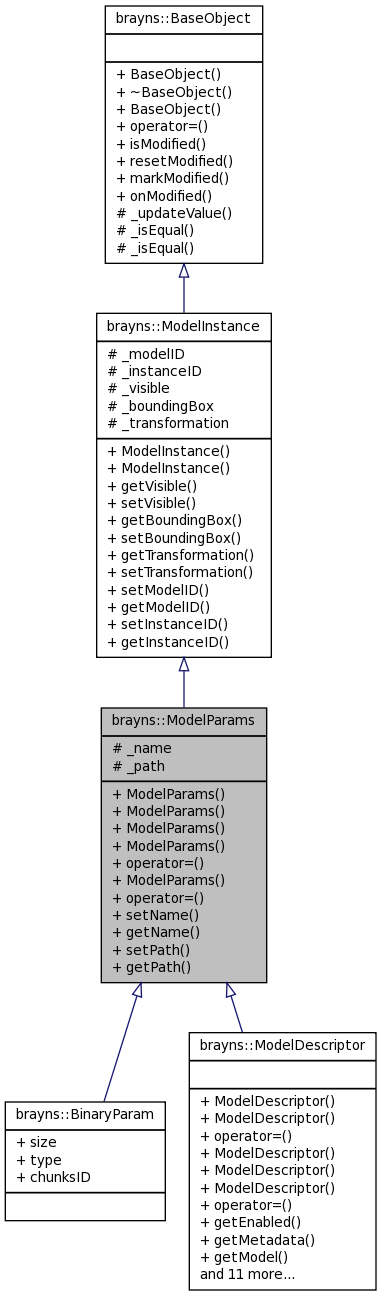 brayns::BaseObject
+ BaseObject()
+ ~BaseObject()
+ BaseObject()
+ operator=()
+ isModified()
+ resetModified()
+ markModified()
+ onModified()
# _updateValue()
# _isEqual()
# _isEqual()
brayns::ModelInstance
# _modelID
# _instanceID
# _visible
# _boundingBox
# _transformation
+ ModelInstance()
+ ModelInstance()
+ getVisible()
+ setVisible()
+ getBoundingBox()
+ setBoundingBox()
+ getTransformation()
+ setTransformation()
+ setModelID()
+ getModelID()
+ setInstanceID()
+ getInstanceID()
brayns::ModelParams
# _name
# _path
+ ModelParams()
+ ModelParams()
+ ModelParams()
+ ModelParams()
+ operator=()
+ ModelParams()
+ operator=()
+ setName()
+ getName()
+ setPath()
+ getPath()
brayns::BinaryParam
+ size
+ type
+ chunksID
brayns::ModelDescriptor
+ ModelDescriptor()
+ ModelDescriptor()
+ operator=()
+ ModelDescriptor()
+ ModelDescriptor()
+ ModelDescriptor()
+ operator=()
+ getEnabled()
+ getMetadata()
+ getModel()
and 11 more...